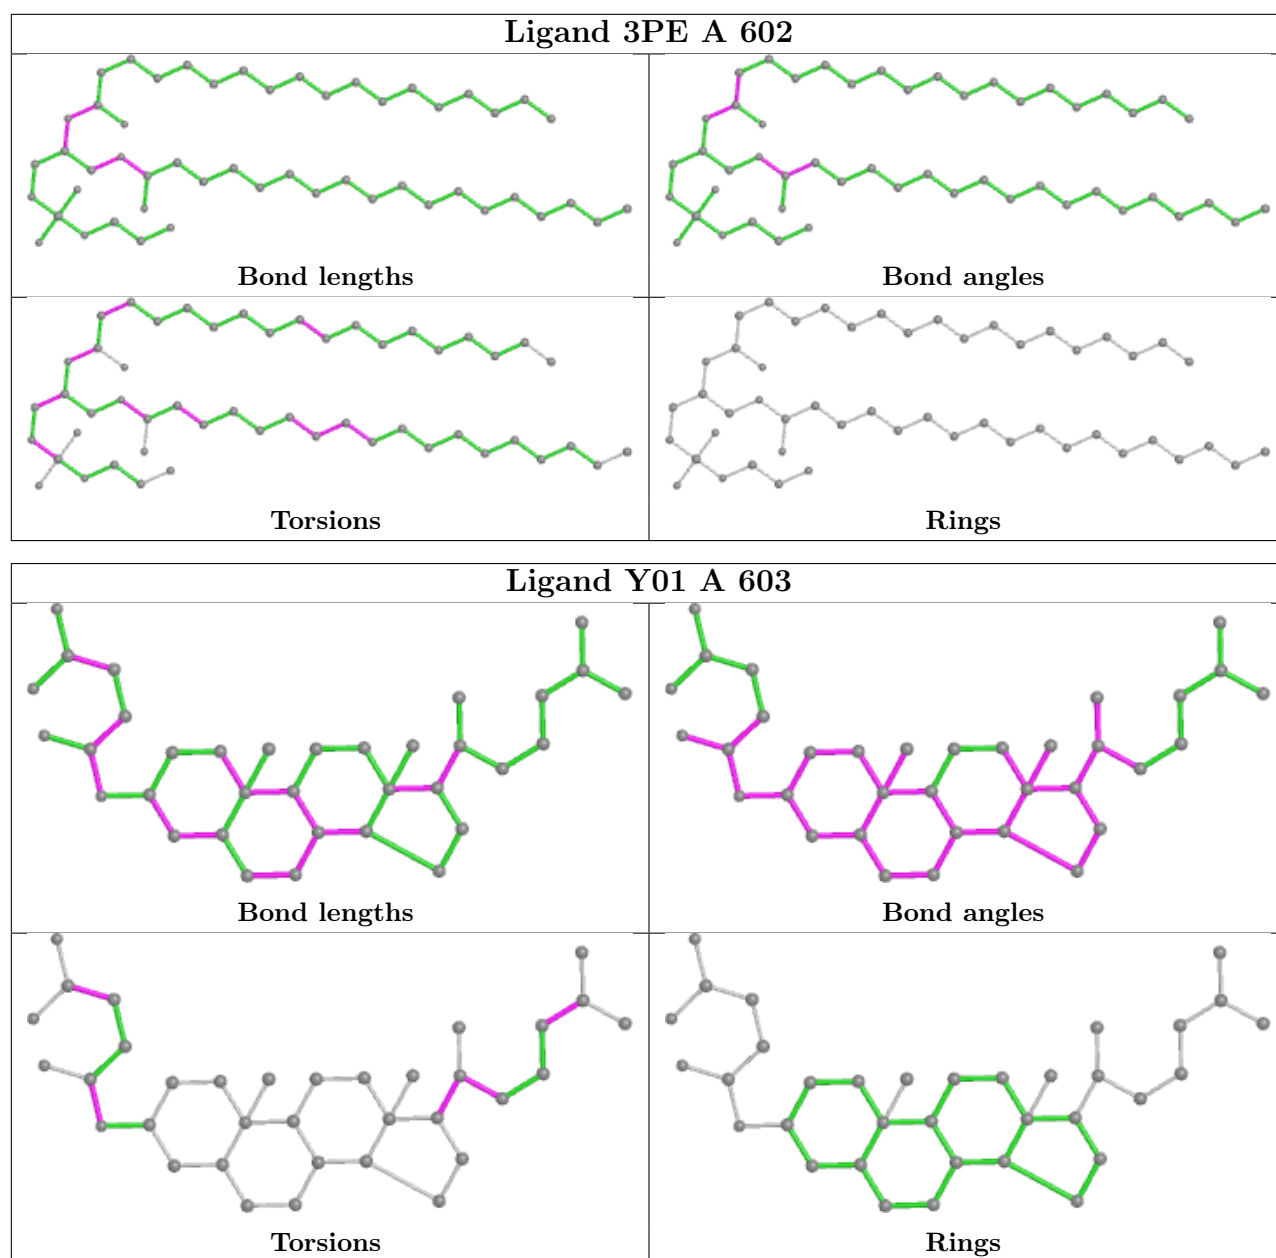 Ligand 3PE A 602
Bond lengths
Bond angles
Torsions
Rings
Ligand Y01 A 603
Bond lengths
Bond angles
Torsions
Rings